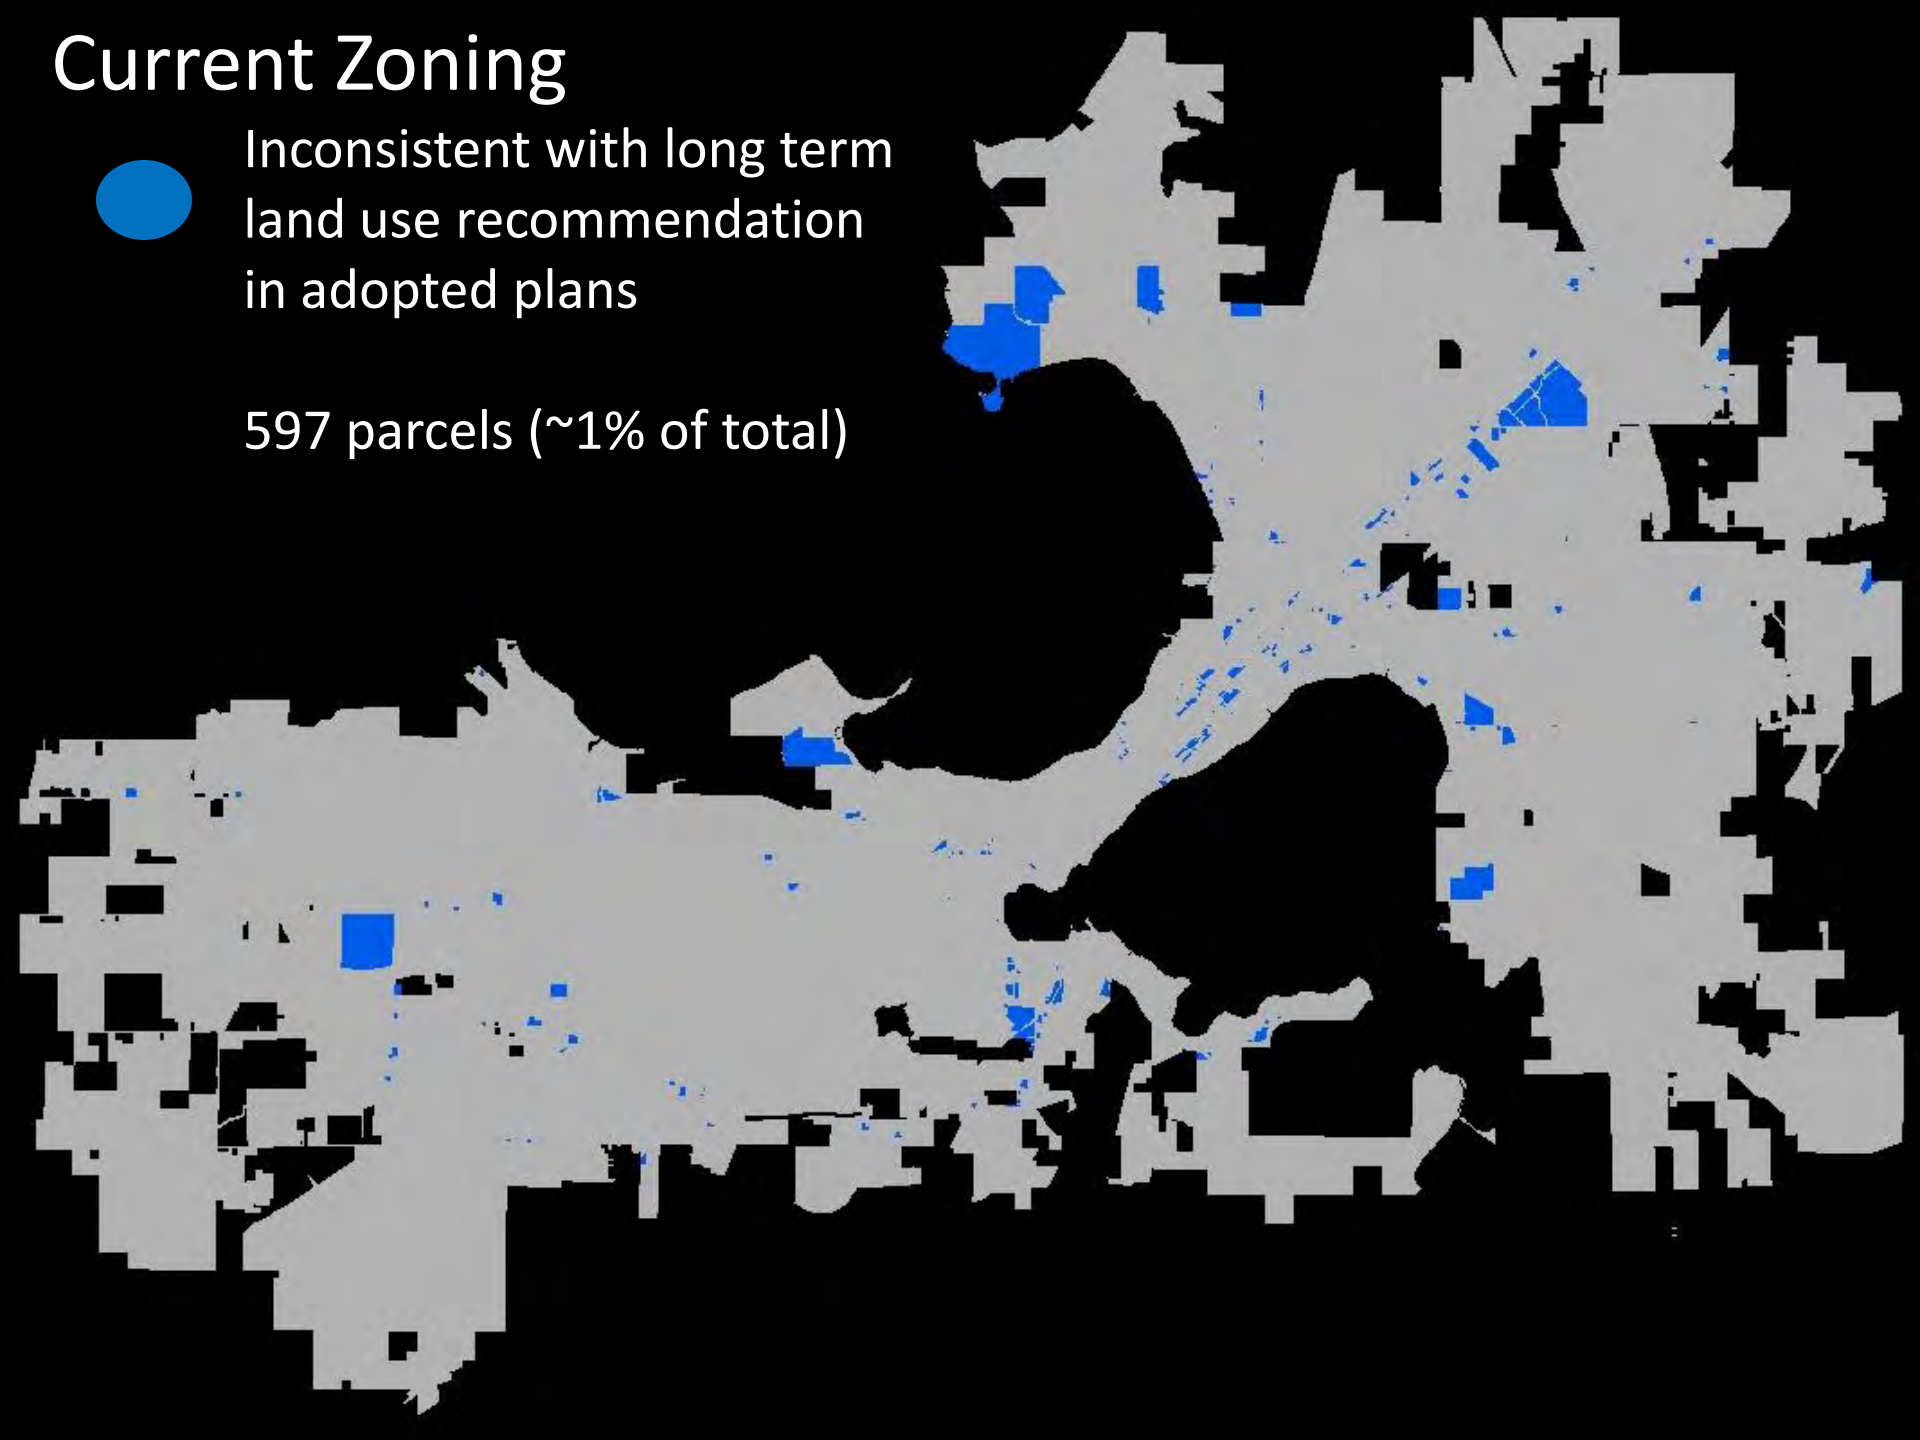 Current Zoning
Inconsistent with long term
land use recommendation
in adopted plans
597 parcels (~1% of total)